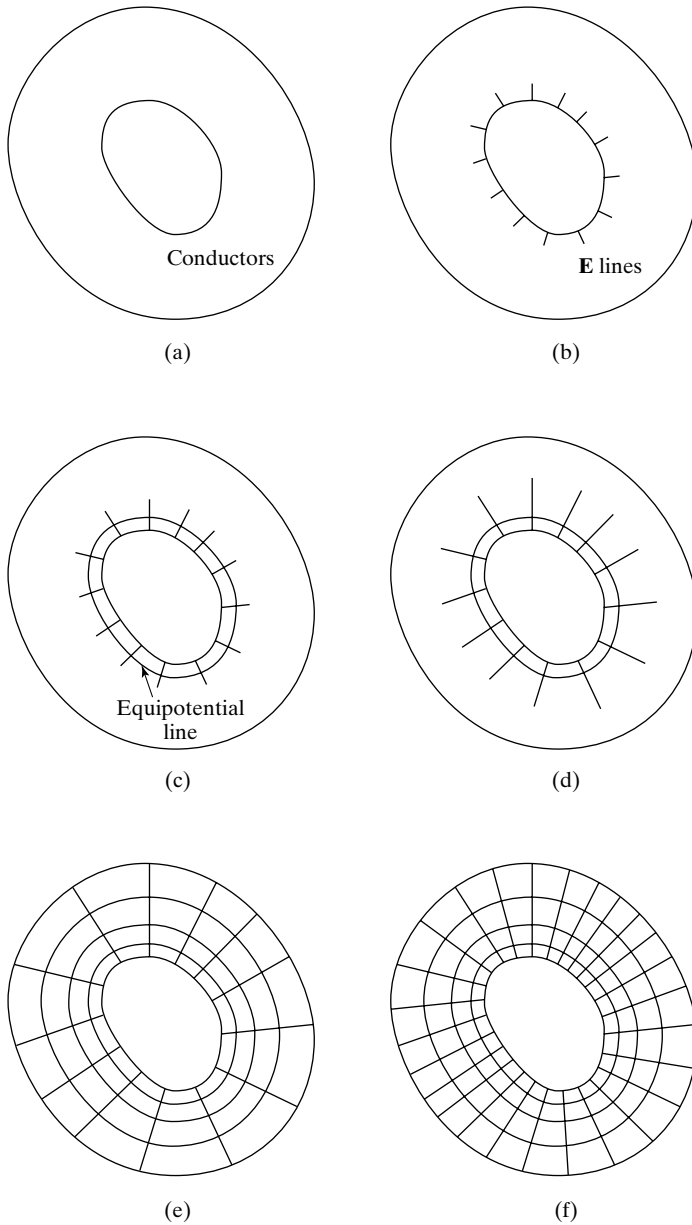 Conductors
E lines
(a)
(b)
Equipotential
line
(c)
(d)
(e)
(f)